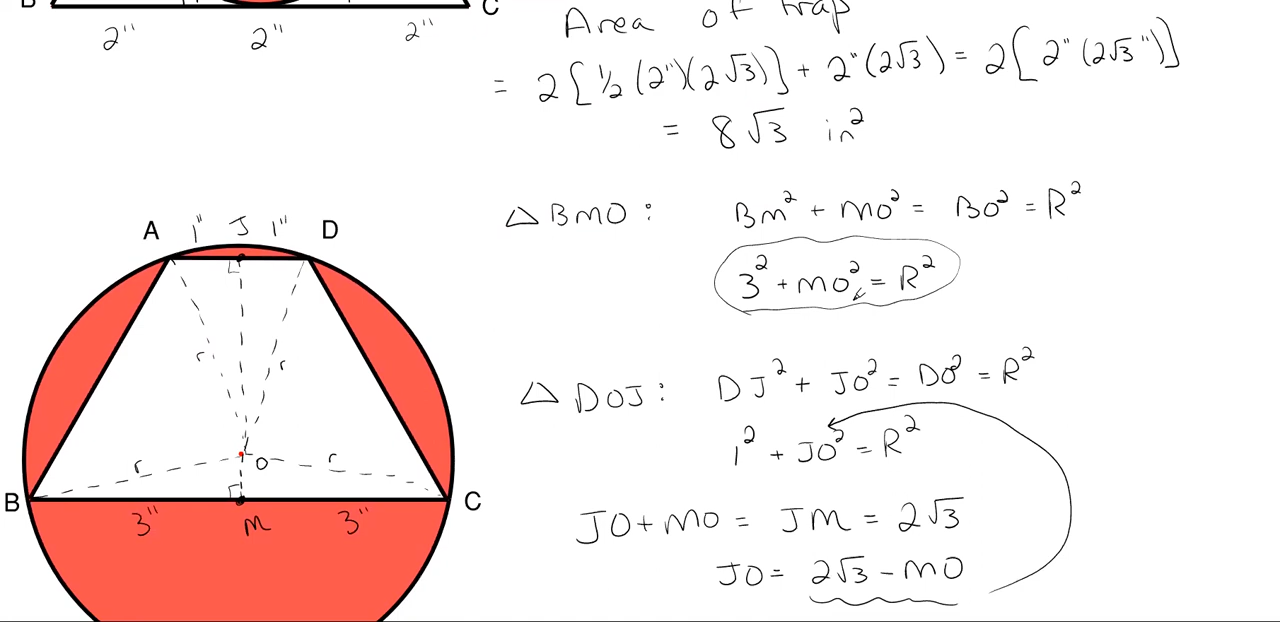 B C
2" 2" 2"
Area of trap
= 2[½(2")(2√3)] + 2"(2√3) = 2[2"(2√3")]
= 8√3 in²
△BMO: BM² + MO² = BO² = R²
3² + MO² = R²
A 1" J 1" D
r r
△DOJ: DJ² + JO² = DO² = R²
1² + JO² = R²
r O r
B C
3" M 3"
JO + MO = JM = 2√3
JO = 2√3 - MO